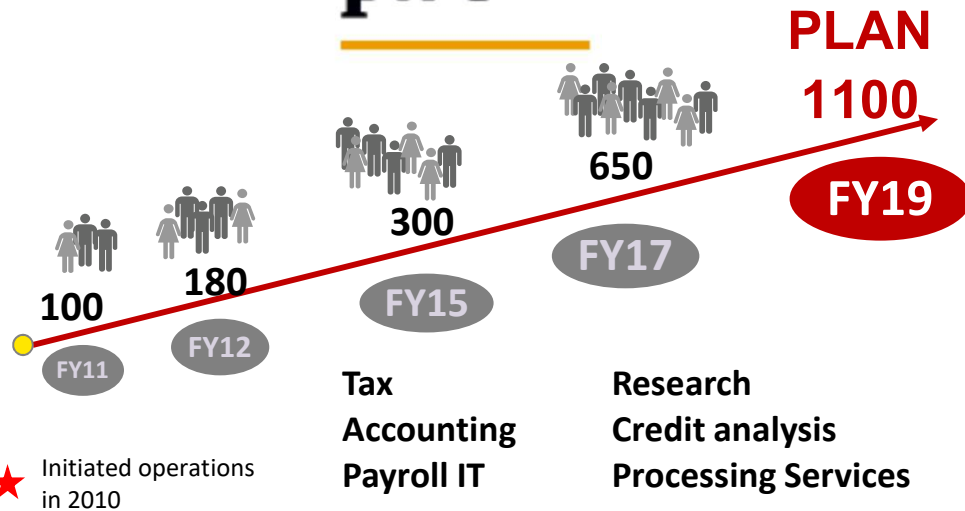 PLAN
1100
650
FY19
300
180
FY17
100
FY15
FY12
FY11
Tax
Research
Accounting
Credit analysis
Payroll IT
Processing Services
Initiated operations
in 2010